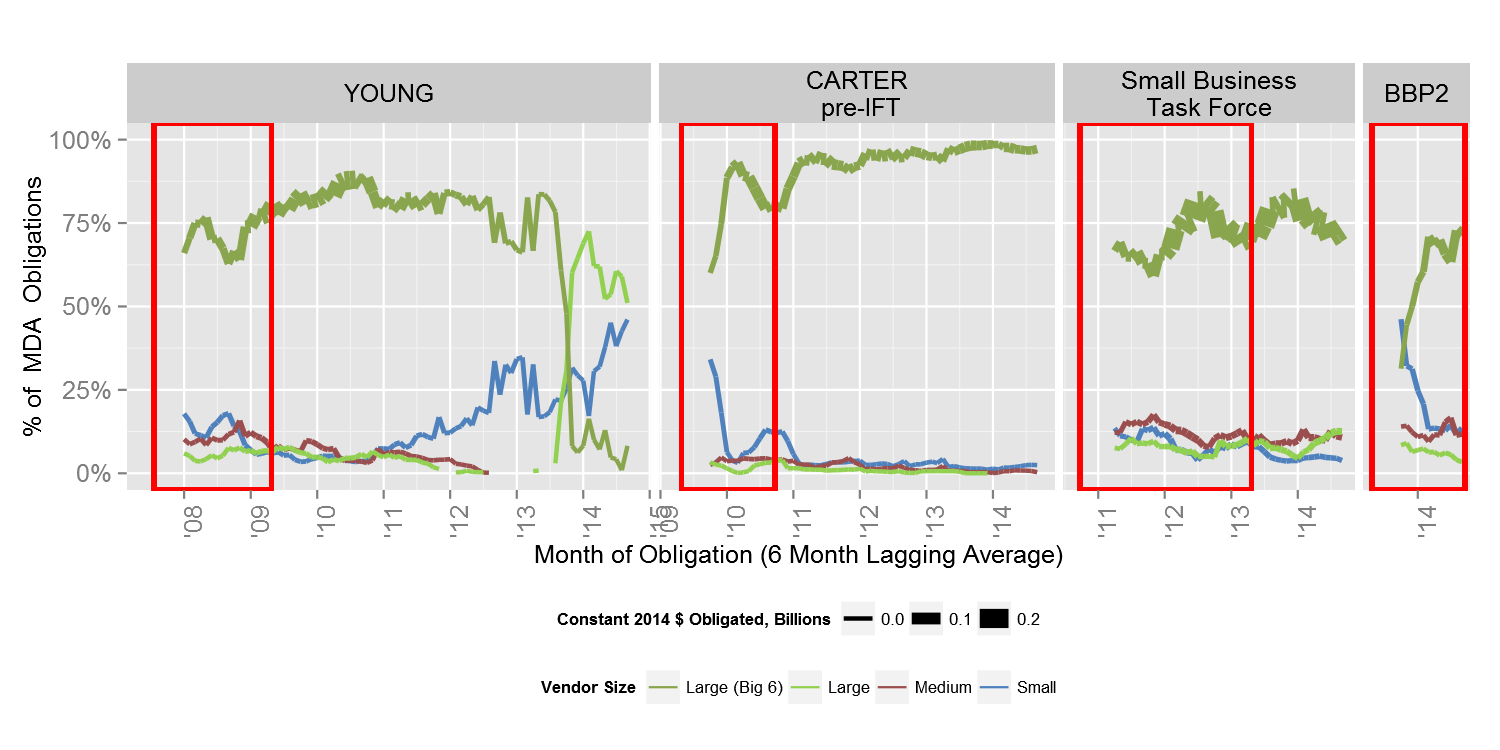 YOUNG
CARTER
pre-IFT
Small Business
Task Force
BBP2
100%
75%
50%
25%
0%
% of MDA Obligations
'08
'09
'10
'11
'12
'13
'14
'15
'09
'10
'11
'12
'13
'14
'11
'12
'13
'14
'14
Month of Obligation (6 Month Lagging Average)
Constant 2014 $ Obligated, Billions 0.0 0.1 0.2
Vendor Size Large (Big 6) Large Medium Small